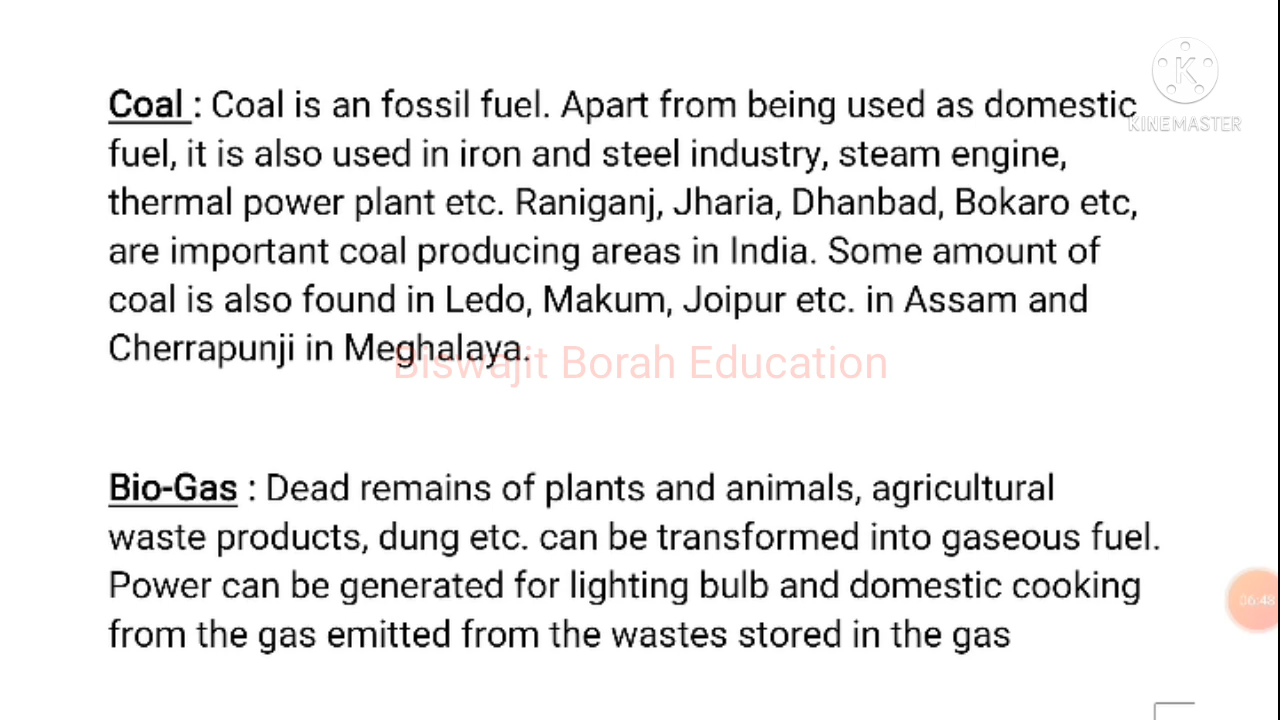 Coal : Coal is an fossil fuel. Apart from being used as domestic
KINEMASTER
fuel, it is also used in iron and steel industry, steam engine,
thermal power plant etc. Raniganj, Jharia, Dhanbad, Bokaro etc,
are important coal producing areas in India. Some amount of
coal is also found in Ledo, Makum, Joipur etc. in Assam and
Cherrapunji in Meghalaya.
Biswajit Borah Education
Bio-Gas : Dead remains of plants and animals, agricultural
waste products, dung etc. can be transformed into gaseous fuel.
Power can be generated for lighting bulb and domestic cooking
06:48
from the gas emitted from the wastes stored in the gas